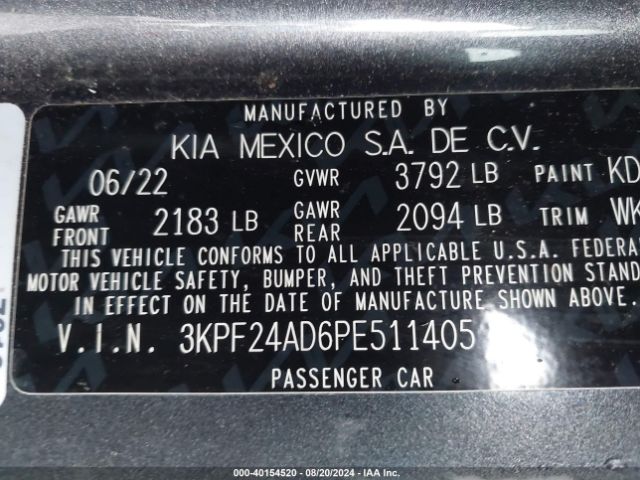 MANUFACTURED BY
KIA MEXICO S.A. DE C.V.
06/22 GVWR 3792 LB PAINT KD
GAWR FRONT 2183 LB GAWR REAR 2094 LB TRIM WK
THIS VEHICLE CONFORMS TO ALL APPLICABLE U.S.A. FEDERA
MOTOR VEHICLE SAFETY, BUMPER, AND THEFT PREVENTION STAND
IN EFFECT ON THE DATE OF MANUFACTURE SHOWN ABOVE.
V.I.N. 3KPF24AD6PE511405
PASSENGER CAR
000-40154520 - 08/20/2024 - IAA Inc.